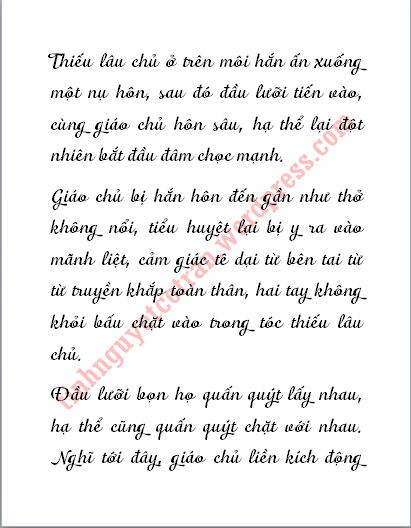 Thiếu lâu chủ ở trên môi hắn ấn xuống
một nụ hôn, sau đó đầu lưỡi tiến vào,
cùng giáo chủ hôn sâu, hạ thể lại đột
nhiên bắt đầu đâm chọc mạnh.
Giáo chủ bị hắn hôn đến gần như thở
không nổi, tiểu huyệt lại bị y ra vào
mãnh liệt, cảm giác tê dại từ bên tai từ
từ truyền khắp toàn thân, hai tay không
khỏi bấu chặt vào trong tóc thiếu lâu
chủ.
Đầu lưỡi bọn họ quấn quýt lấy nhau,
hạ thể cũng quấn quýt chặt với nhau.
Nghĩ tới đây, giáo chủ liền kích động
tinhnguyetcotran.wordpress.com